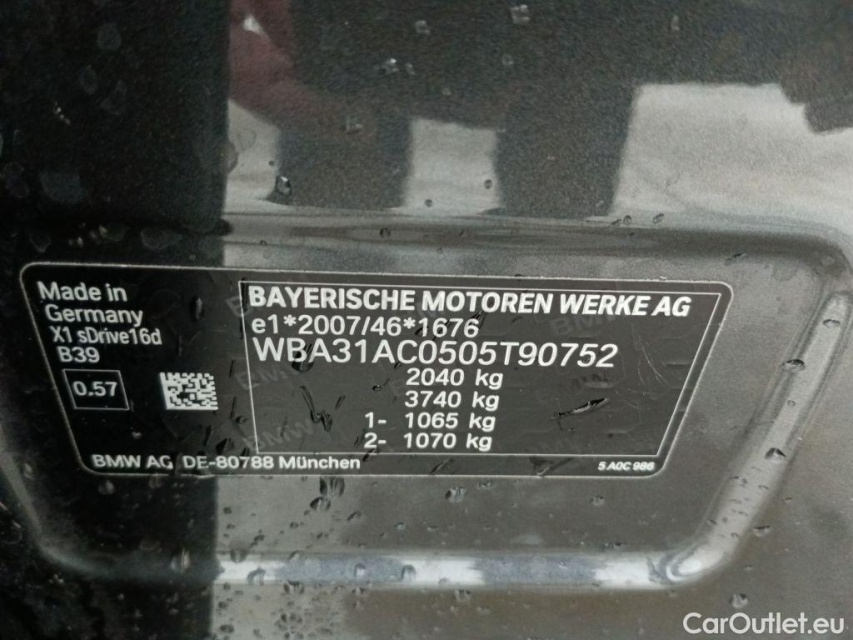 Made in
Germany
X1 sDrive16d
B39
0.57
BMW AG DE-80788 München
BAYERISCHE MOTOREN WERKE AG
e1*2007/46*1676
WBA31AC0505T90752
2040 kg
3740 kg
1- 1065 kg
2- 1070 kg
5 A0C 986
CarOutlet.eu